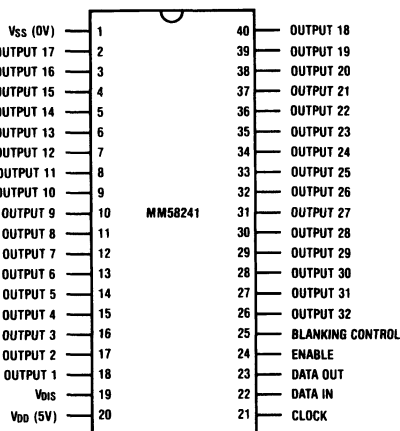 Vss (0V) 1 40 OUTPUT 18
OUTPUT 17 2 39 OUTPUT 19
OUTPUT 16 3 38 OUTPUT 20
OUTPUT 15 4 37 OUTPUT 21
OUTPUT 14 5 36 OUTPUT 22
OUTPUT 13 6 35 OUTPUT 23
OUTPUT 12 7 34 OUTPUT 24
OUTPUT 11 8 33 OUTPUT 25
OUTPUT 10 9 32 OUTPUT 26
OUTPUT 9 10 MM58241 31 OUTPUT 27
OUTPUT 8 11 30 OUTPUT 28
OUTPUT 7 12 29 OUTPUT 29
OUTPUT 6 13 28 OUTPUT 30
OUTPUT 5 14 27 OUTPUT 31
OUTPUT 4 15 26 OUTPUT 32
OUTPUT 3 16 25 BLANKING CONTROL
OUTPUT 2 17 24 ENABLE
OUTPUT 1 18 23 DATA OUT
VDIS 19 22 DATA IN
VDD (5V) 20 21 CLOCK